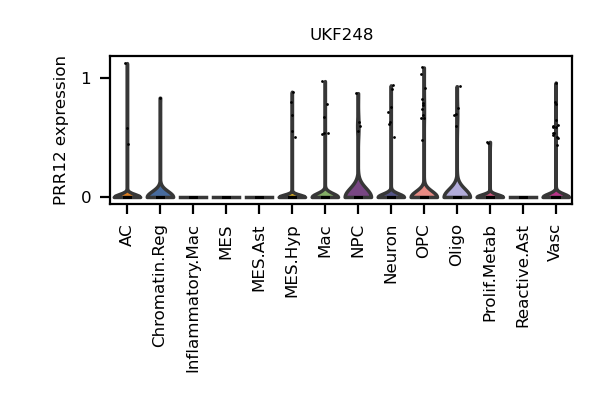 UKF248
PRR12 expression
1
0
AC
Chromatin.Reg
Inflammatory.Mac
MES
MES.Ast
MES.Hyp
Mac
NPC
Neuron
OPC
Oligo
Prolif.Metab
Reactive.Ast
Vasc